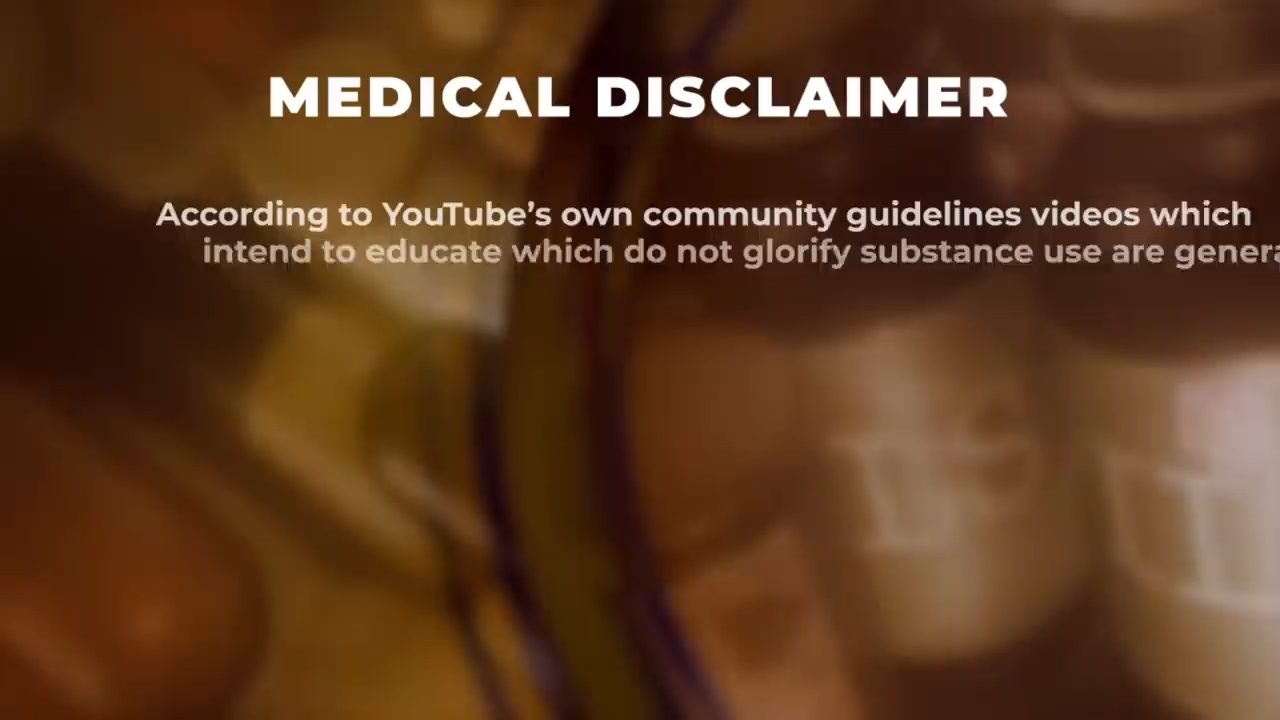 MEDICAL DISCLAIMER
According to YouTube’s own community guidelines videos which
intend to educate which do not glorify substance use are genera